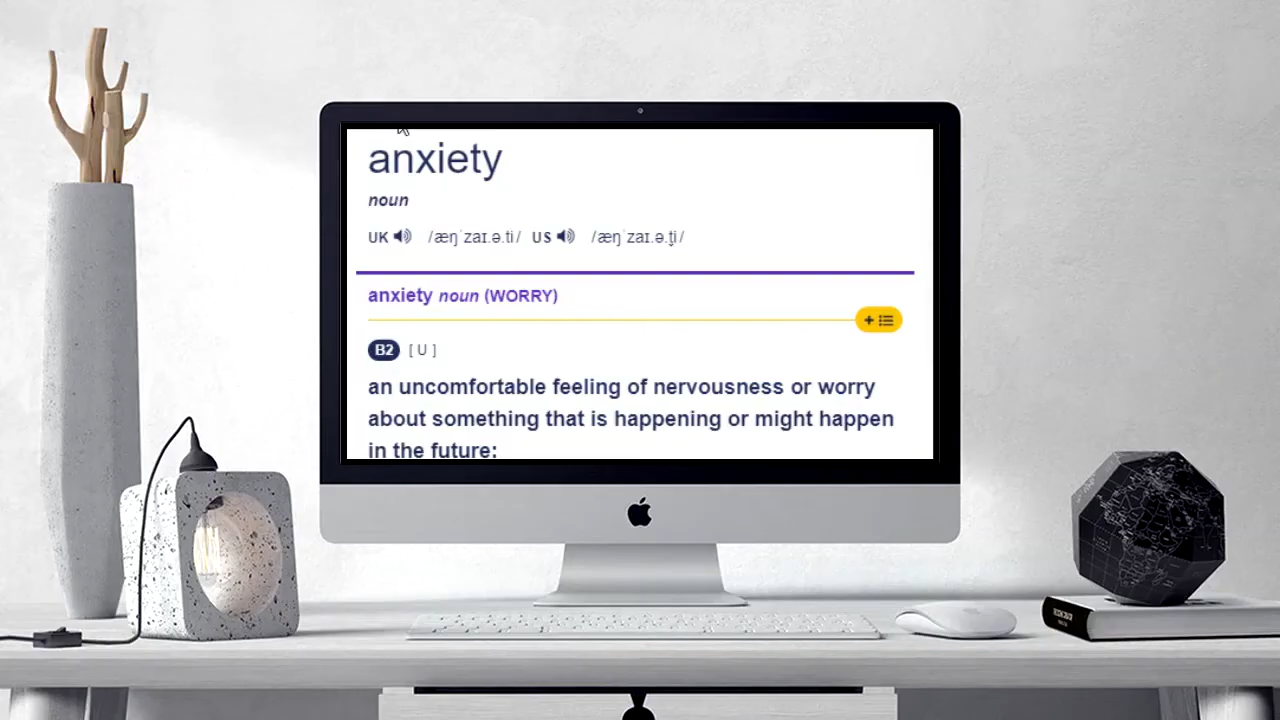 anxiety
noun
UK /æŋˈzaɪ.ə.ti/ US /æŋˈzaɪ.ə.t̬i/
anxiety noun (WORRY)
B2 [ U ]
an uncomfortable feeling of nervousness or worry
about something that is happening or might happen
in the future: